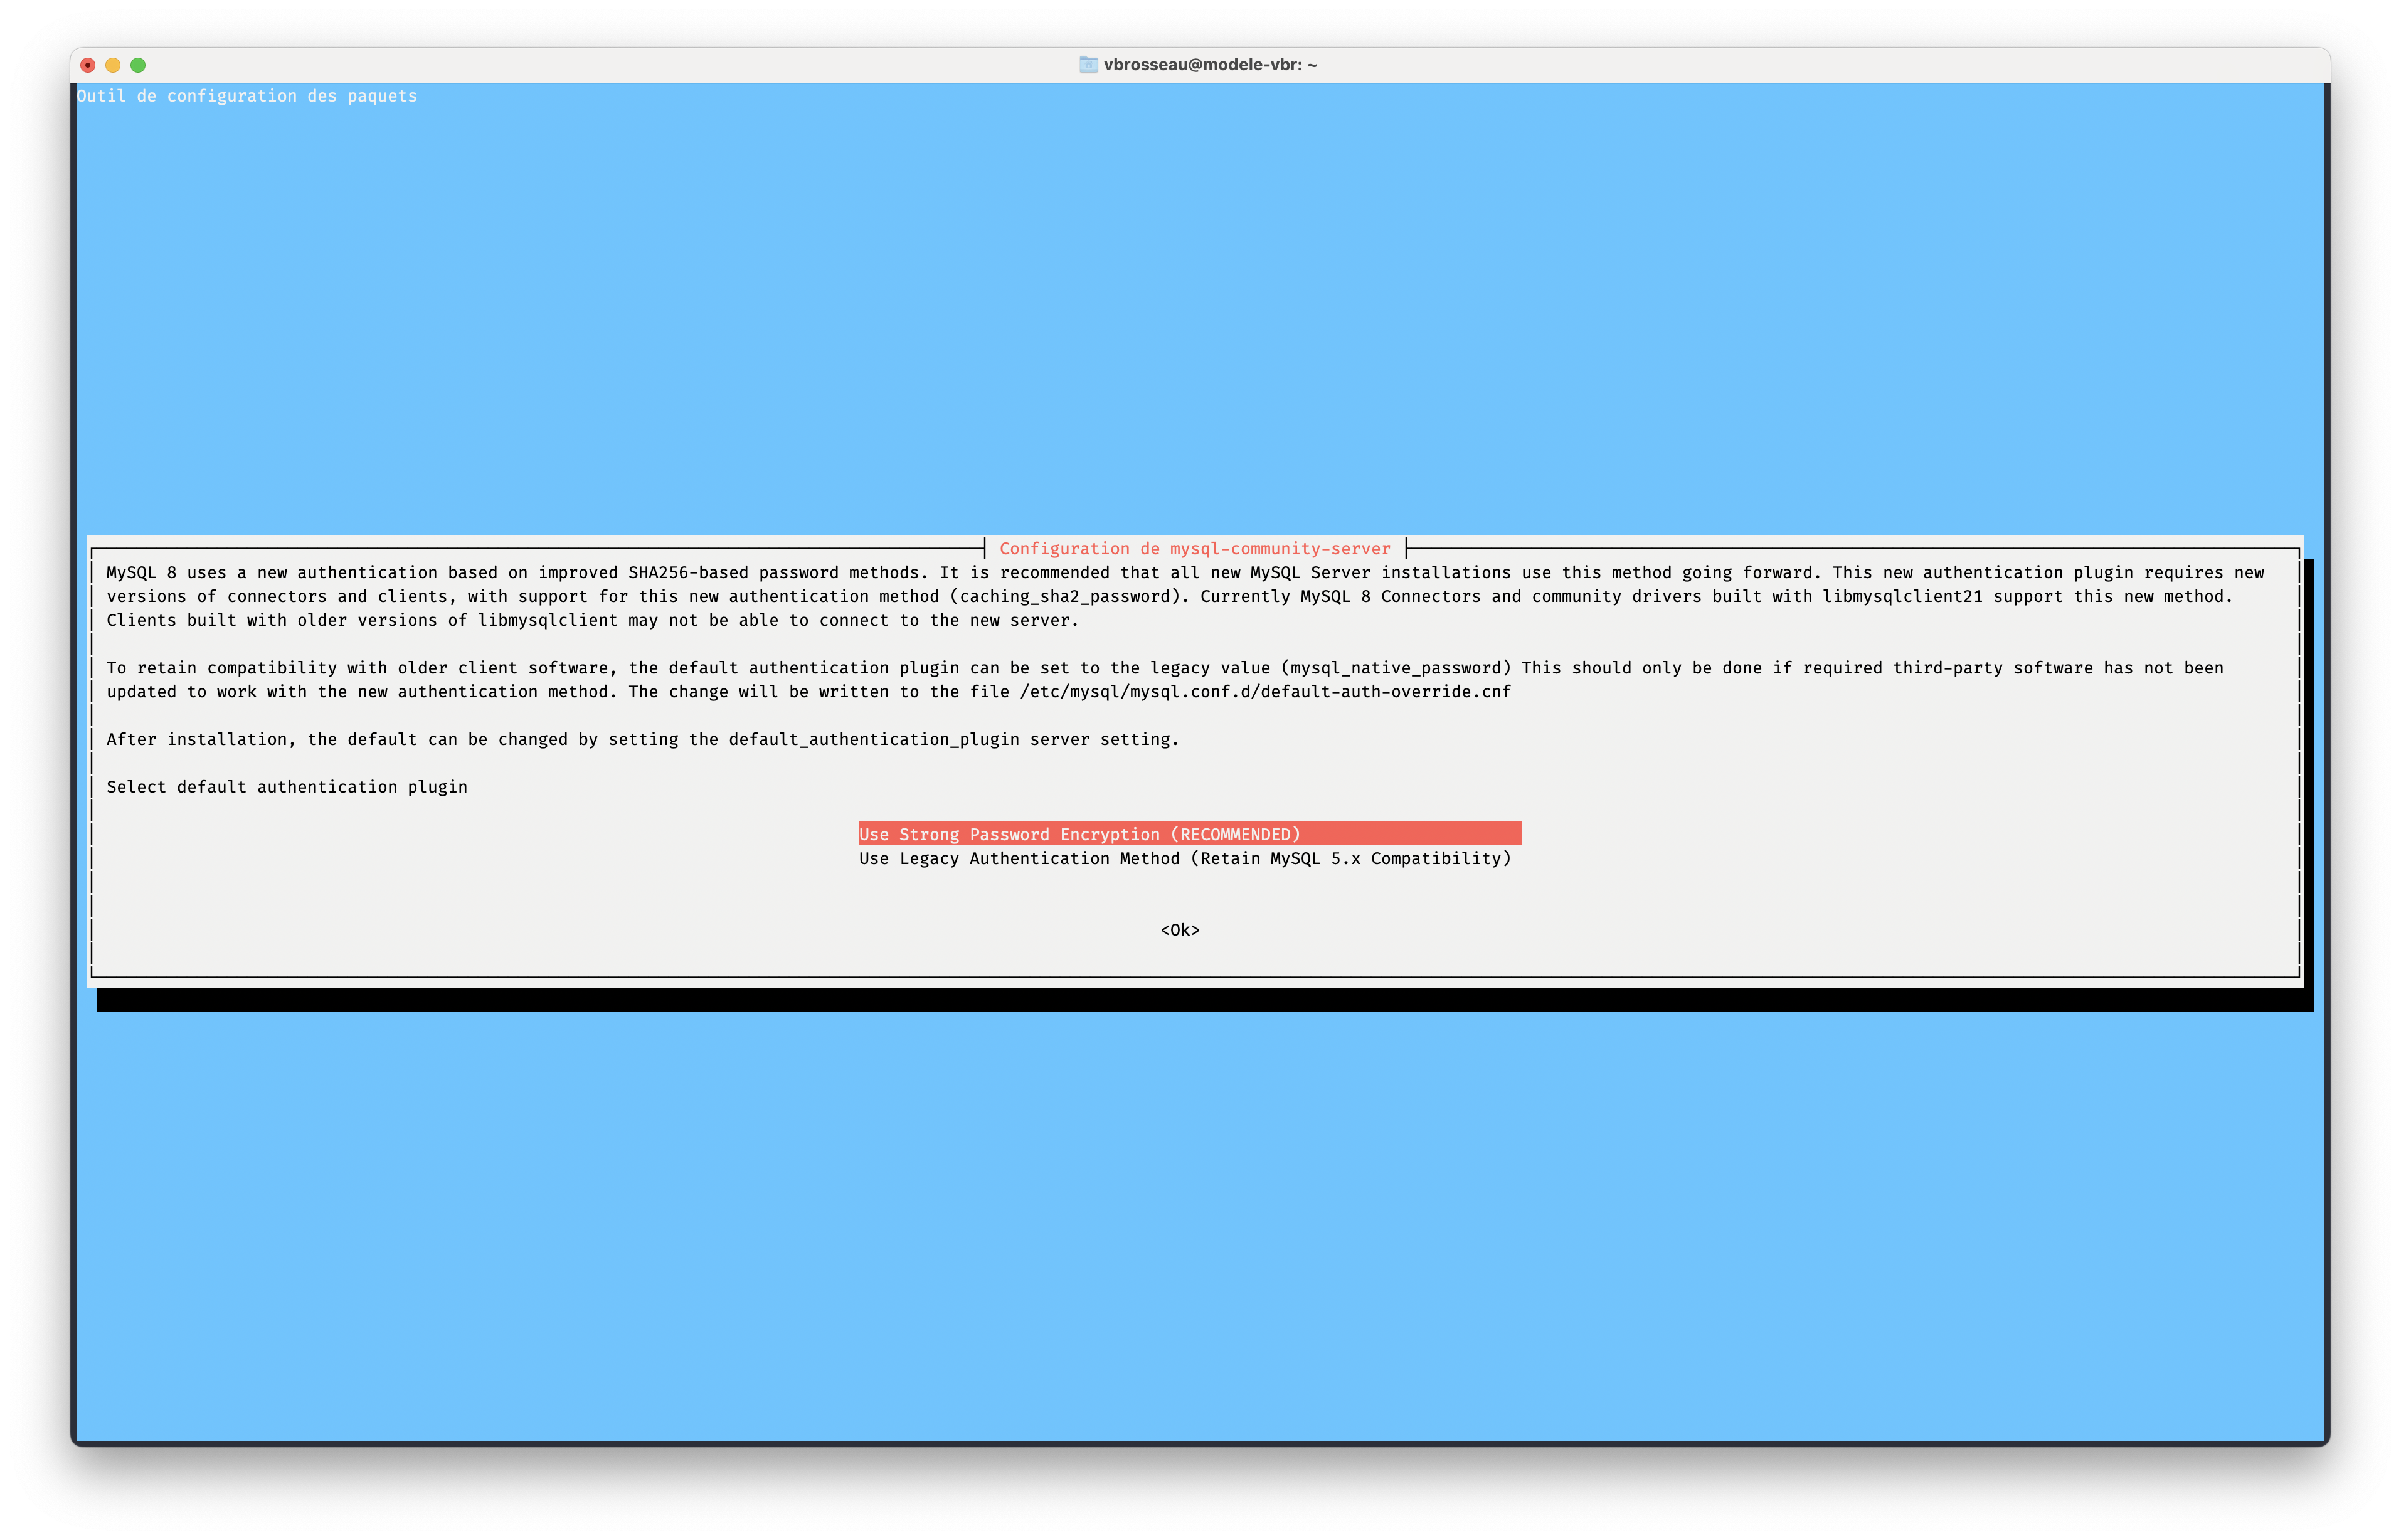 vbrosseau@modele-vbr: ~
Outil de configuration des paquets
Configuration de mysql-community-server
MySQL 8 uses a new authentication based on improved SHA256-based password methods. It is recommended that all new MySQL Server installations use this method going forward. This new authentication plugin requires new
versions of connectors and clients, with support for this new authentication method (caching_sha2_password). Currently MySQL 8 Connectors and community drivers built with libmysqlclient21 support this new method.
Clients built with older versions of libmysqlclient may not be able to connect to the new server.
To retain compatibility with older client software, the default authentication plugin can be set to the legacy value (mysql_native_password) This should only be done if required third-party software has not been
updated to work with the new authentication method. The change will be written to the file /etc/mysql/mysql.conf.d/default-auth-override.cnf
After installation, the default can be changed by setting the default_authentication_plugin server setting.
Select default authentication plugin
Use Strong Password Encryption (RECOMMENDED)
Use Legacy Authentication Method (Retain MySQL 5.x Compatibility)
<Ok>